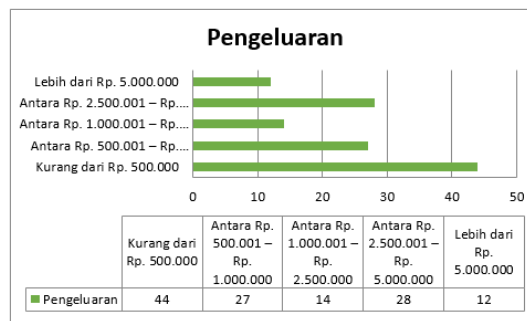 Pengeluaran
Lebih dari Rp. 5.000.000
Antara Rp. 2.500.001 – Rp....
Antara Rp. 1.000.001 – Rp....
Antara Rp. 500.001 – Rp....
Kurang dari Rp. 500.000
0 10 20 30 40 50
Kurang dari
Rp. 500.000
Antara Rp.
500.001 –
Rp.
1.000.000
Antara Rp.
1.000.001 –
Rp.
2.500.000
Antara Rp.
2.500.001 –
Rp.
5.000.000
Lebih dari
Rp.
5.000.000
Pengeluaran 44 27 14 28 12